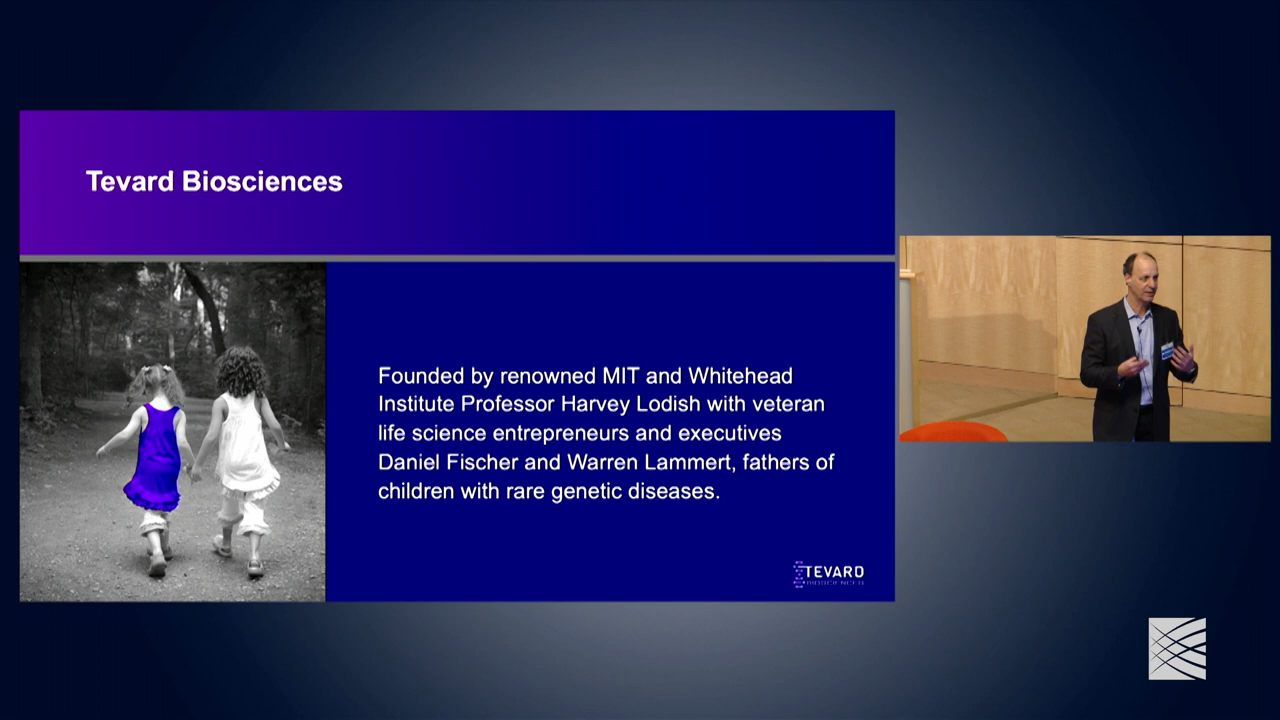 Tevard Biosciences
Founded by renowned MIT and Whitehead
Institute Professor Harvey Lodish with veteran
life science entrepreneurs and executives
Daniel Fischer and Warren Lammert, fathers of
children with rare genetic diseases.
TEVARD